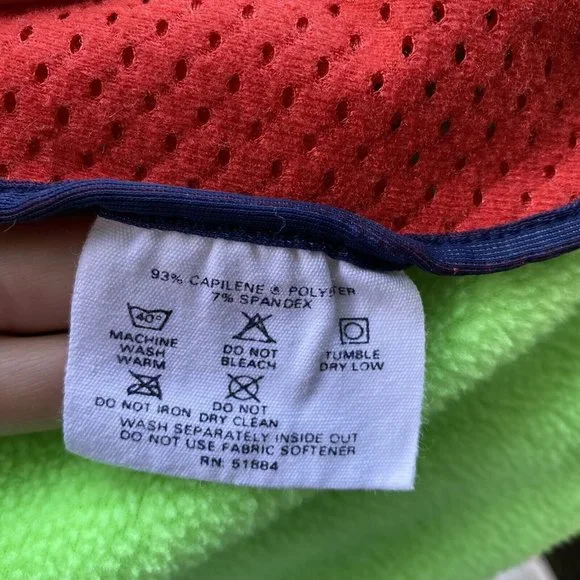 93% CAPILENE ® POLYESTER
7% SPANDEX
40°
MACHINE WASH WARM
DO NOT BLEACH
TUMBLE DRY LOW
DO NOT IRON
DO NOT DRY CLEAN
WASH SEPARATELY INSIDE OUT
DO NOT USE FABRIC SOFTENER
RN: 51884